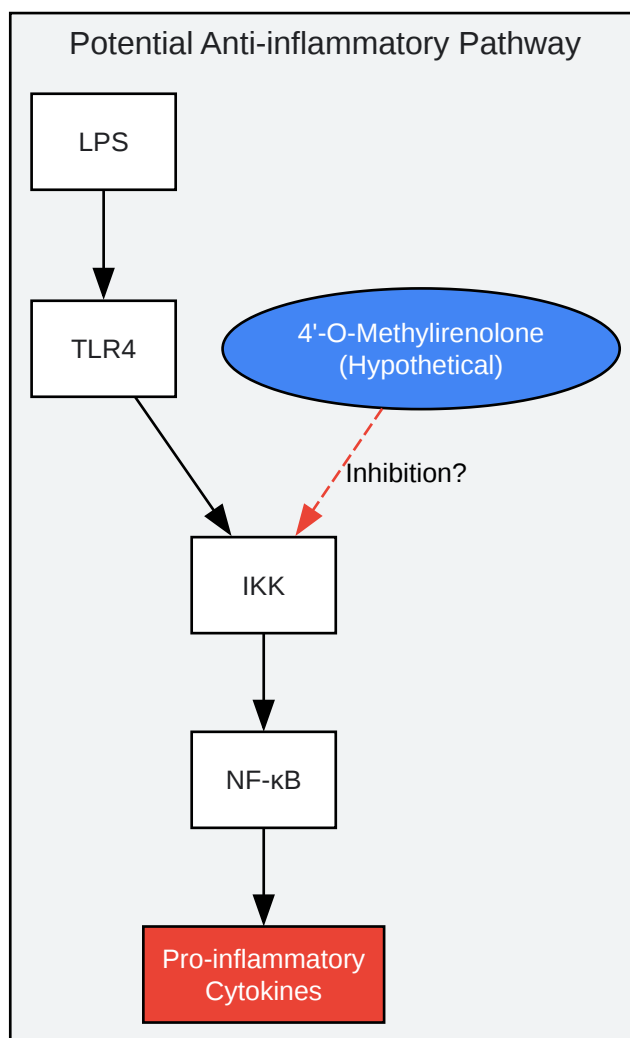 Potential Anti-inflammatory Pathway
LPS
TLR4
4'-O-Methylirenolone
(Hypothetical)
Inhibition?
IKK
NF-κB
Pro-inflammatory
Cytokines